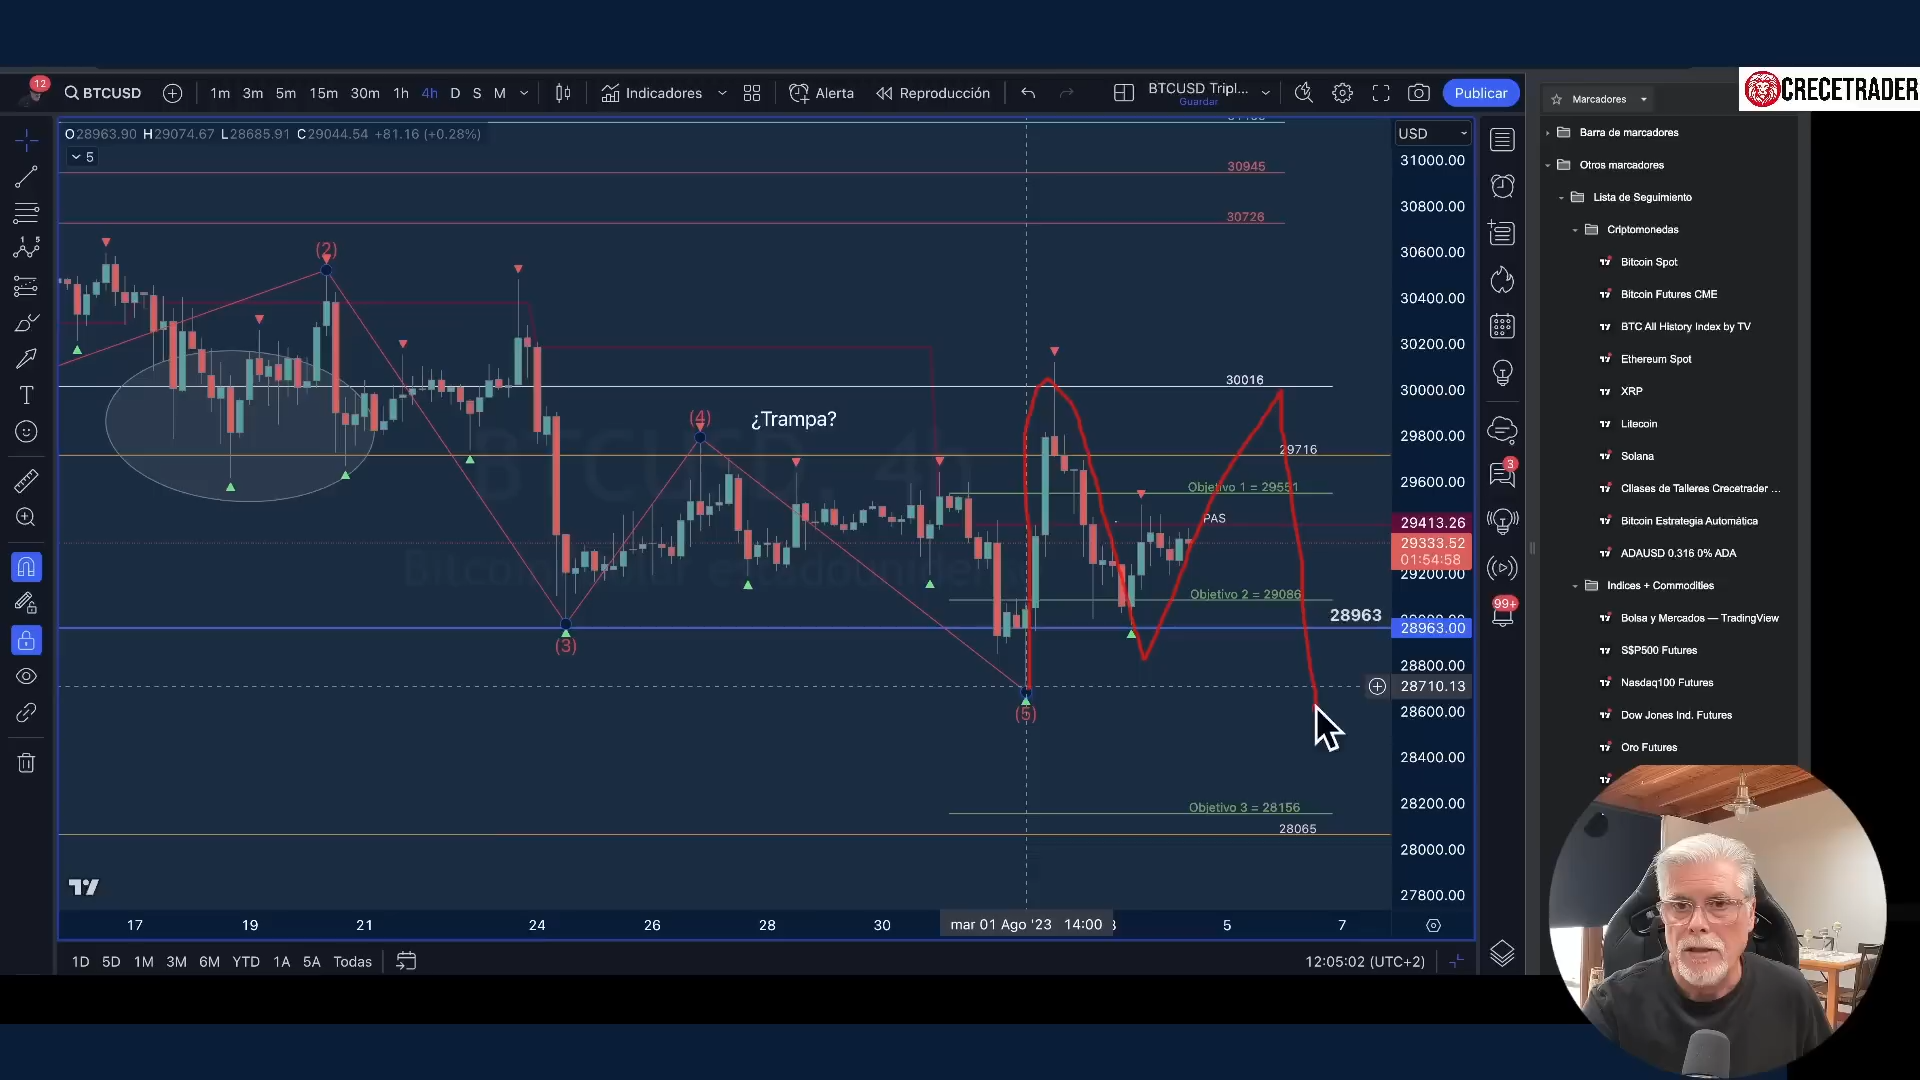 CRECETRADER
12
BTCUSD
1m 3m 5m 15m 30m 1h 4h D S M
Indicadores
Alerta
Reproducción
BTCUSD Tripl...
Guardar
Publicar
O28963.90 H29074.67 L28685.91 C29044.54 +81.16 (+0.28%)
5
USD
31000.00
30800.00
30600.00
30400.00
30200.00
30000.00
29800.00
29600.00
29413.26
29333.52
01:54:58
29200.00
28963.00
28800.00
28710.13
28600.00
28400.00
28200.00
28000.00
27800.00
30945
30726
30016
29716
Objetivo 1 = 29551
PAS
Objetivo 2 = 29086
28963
Objetivo 3 = 28156
28065
(2)
(3)
(4)
(5)
¿Trampa?
17 19 21 24 26 28 30 mar 01 Ago '23 14:00 5 7
1D 5D 1M 3M 6M YTD 1A 5A Todas
12:05:02 (UTC+2)
3
99+
Marcadores
Barra de marcadores
Otros marcadores
Lista de Seguimiento
Criptomonedas
Bitcoin Spot
Bitcoin Futures CME
BTC All History Index by TV
Ethereum Spot
XRP
Litecoin
Solana
Cllases de Talleres Crecetrader ...
Bitcoin Estrategia Automática
ADAUSD 0.316 0% ADA
Indices + Commodities
Bolsa y Mercados — TradingView
S$P500 Futures
Nasdaq100 Futures
Dow Jones Ind. Futures
Oro Futures